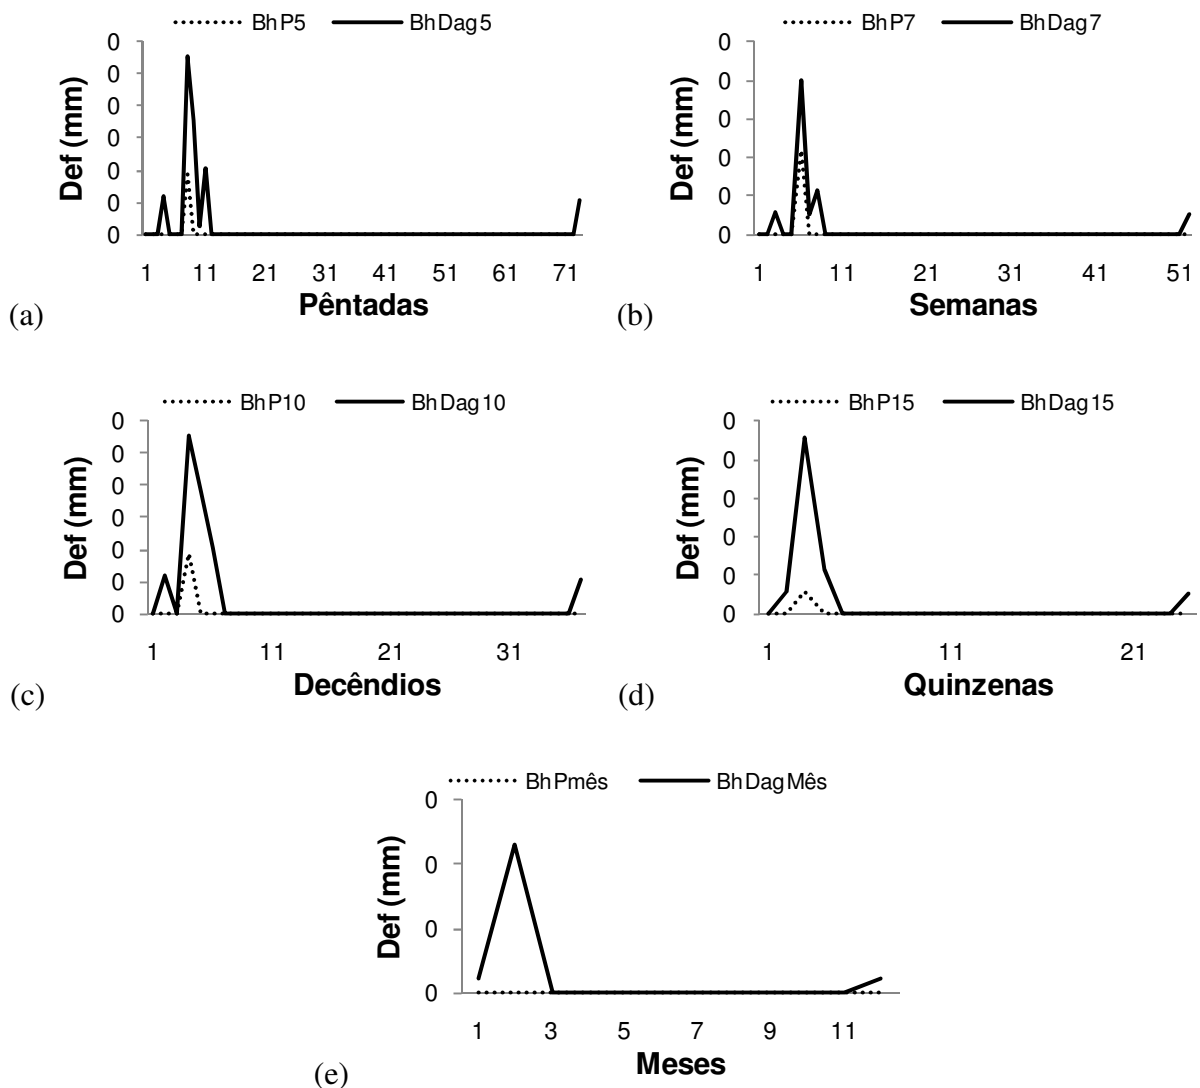 BhP5 BhDag5
0
0
0
0
0
0
0
Def (mm)
1 11 21 31 41 51 61 71
Pêntadas
(a)
BhP7 BhDag7
0
0
0
0
0
0
Def (mm)
1 11 21 31 41 51
Semanas
(b)
BhP10 BhDag10
0
0
0
0
0
0
0
Def (mm)
1 11 21 31
Decêndios
(c)
BhP15 BhDag15
0
0
0
0
0
0
Def (mm)
1 11 21
Quinzenas
(d)
BhPmês BhDagMês
0
0
0
0
Def (mm)
1 3 5 7 9 11
Meses
(e)